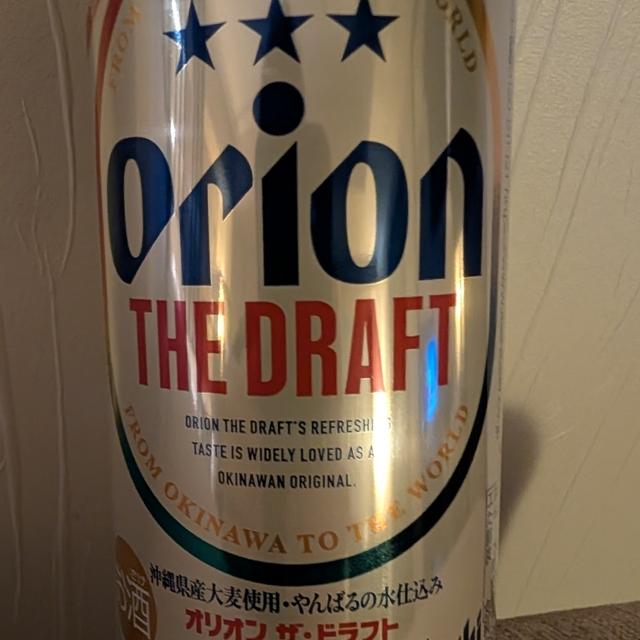 FROM
WORLD
orion
THE DRAFT
ORION THE DRAFT'S REFRESHING
TASTE IS WIDELY LOVED AS
OKINAWAN ORIGINAL.
FROM OKINAWA TO THE WORLD
沖縄県産大麦使用・やんばるの水仕込み
お酒
オリオン ザ・ドラフト